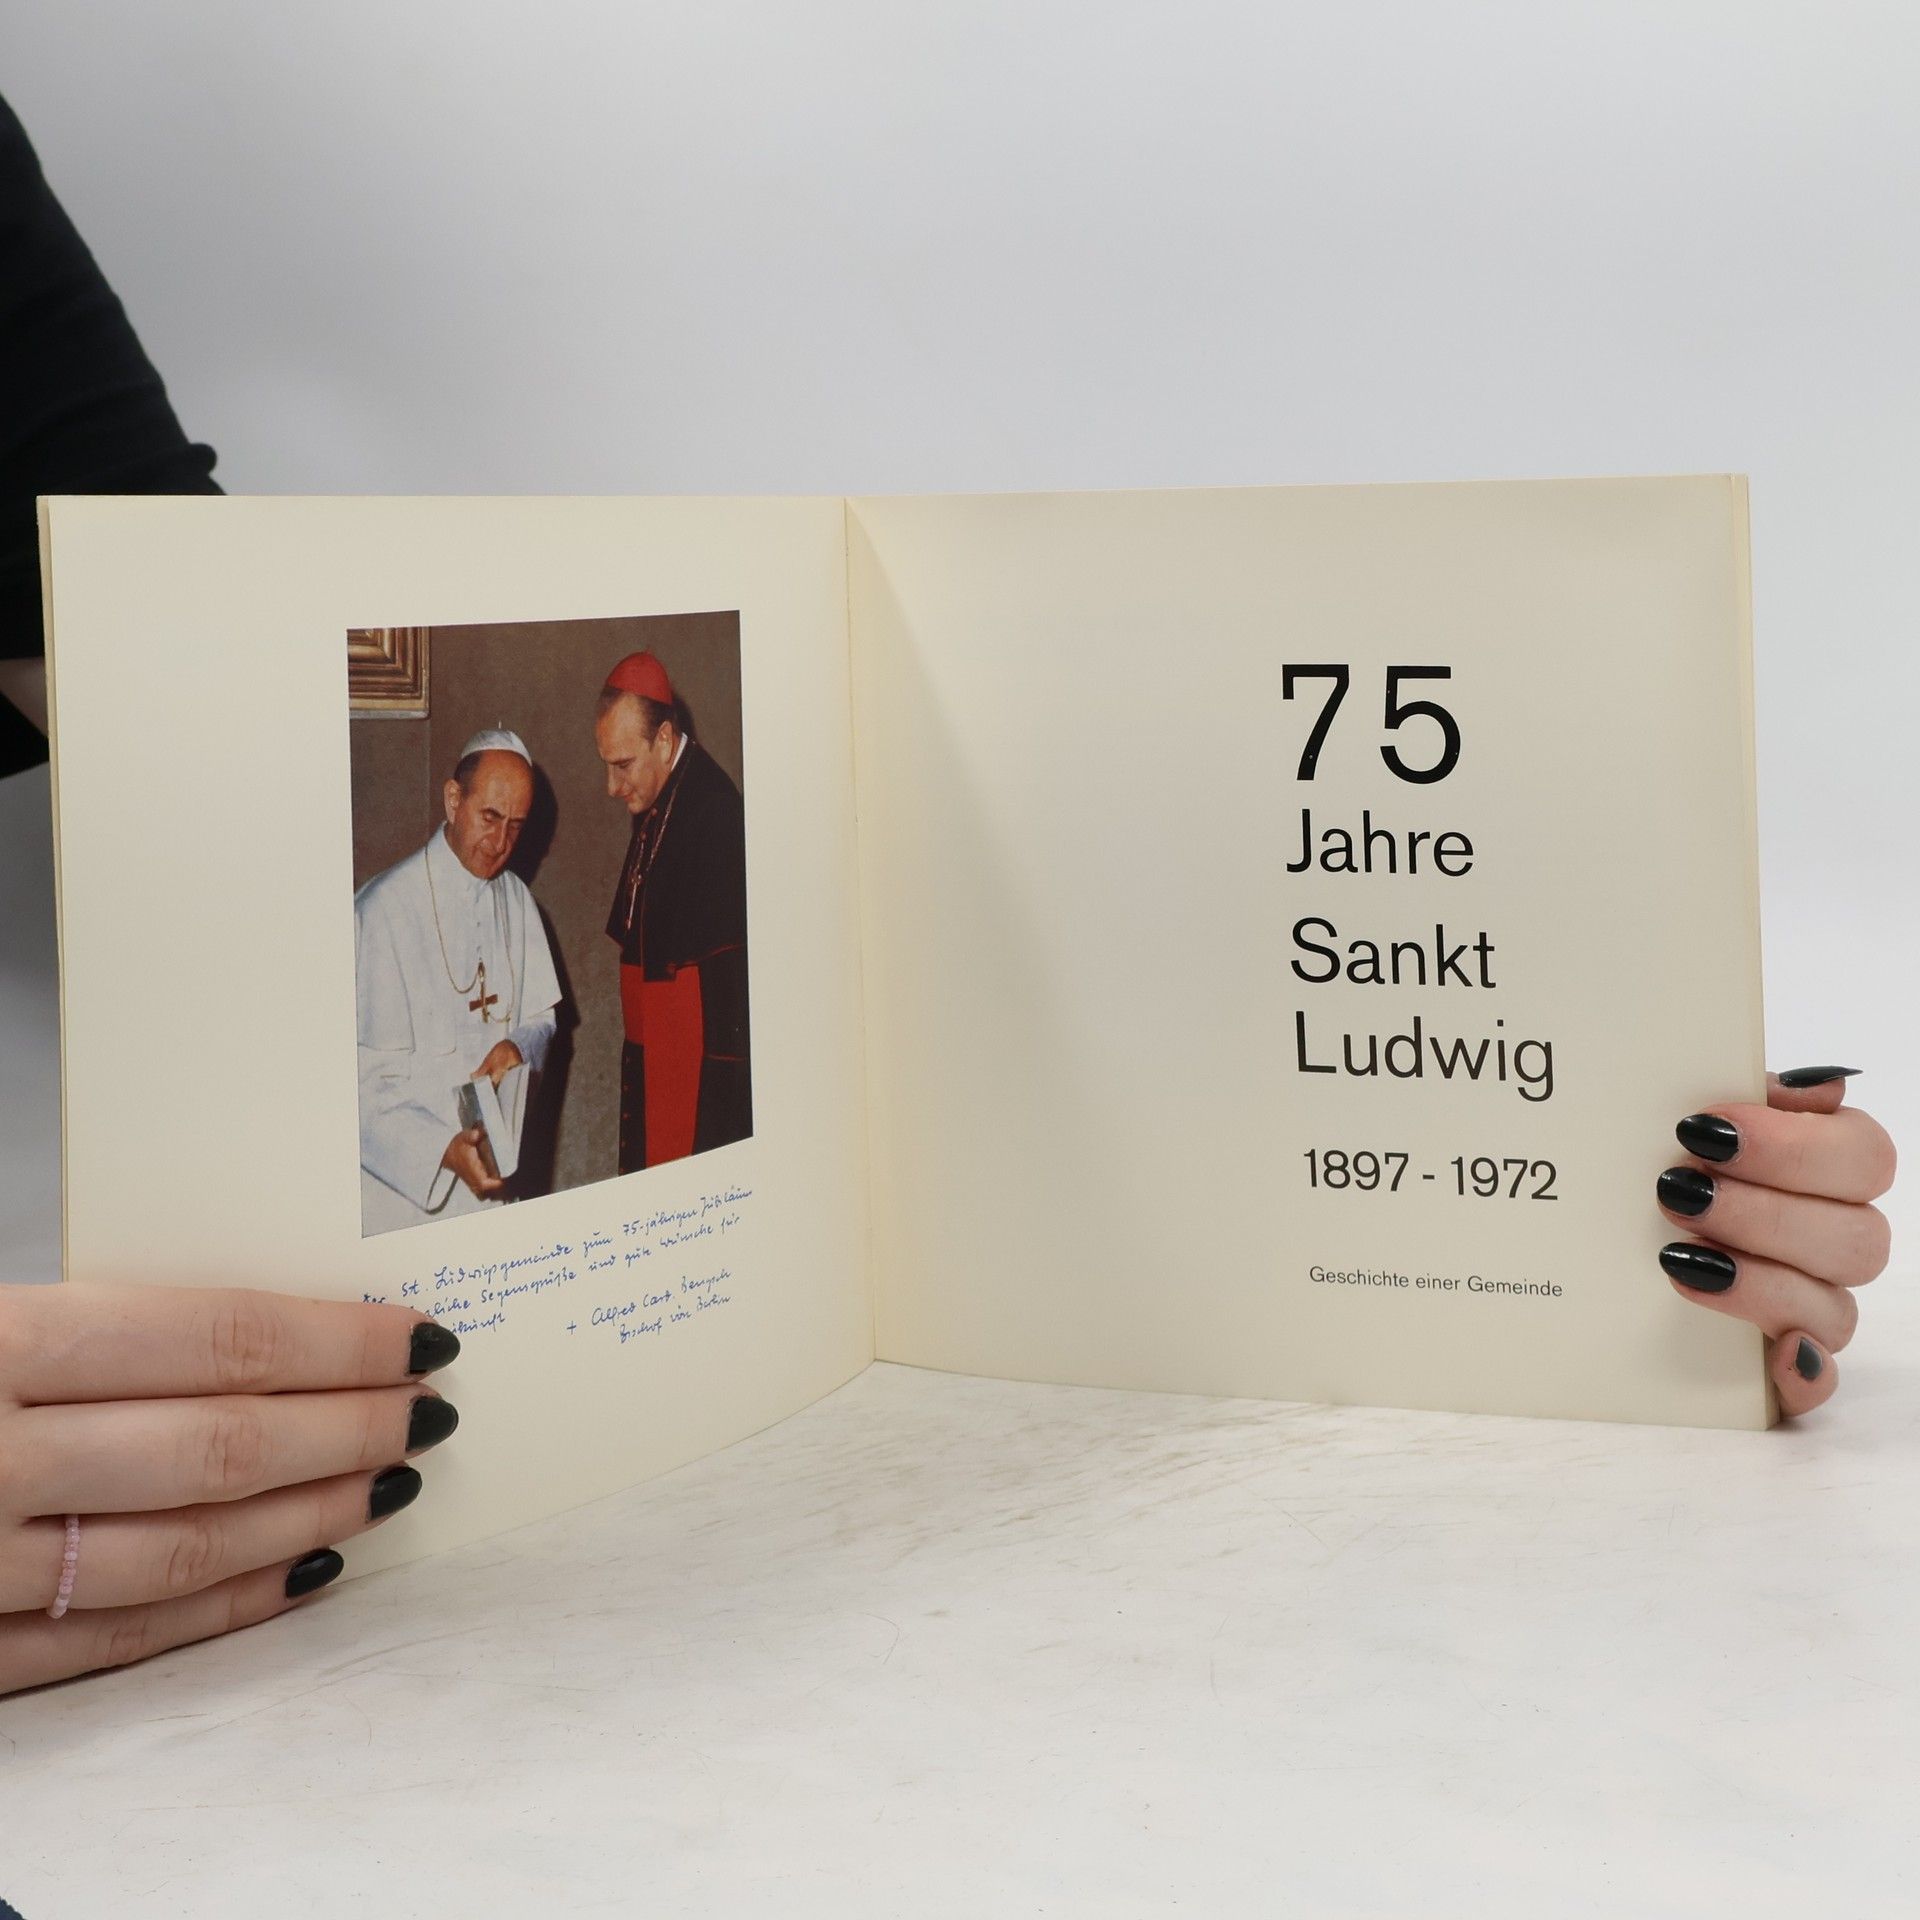 St. Ludwigsgemeinde zum 75-jährigen Jubiläum
Segensgrüße und gute Wünsche für
+ Alfred Card. Bengsch
Bischof von Berlin
75
Jahre
Sankt
Ludwig
1897 - 1972
Geschichte einer Gemeinde